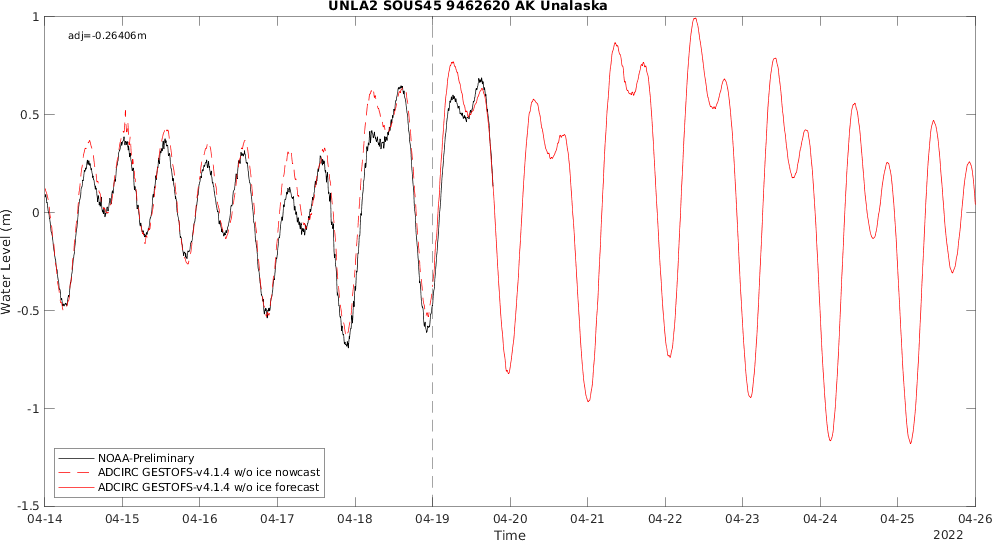 UNLA2 SOUS45 9462620 AK Unalaska
adj=-0.26406m
1
0.5
0
-0.5
-1
-1.5
Water Level (m)
NOAA-Preliminary
ADCIRC GESTOFS-v4.1.4 w/o ice nowcast
ADCIRC GESTOFS-v4.1.4 w/o ice forecast
04-14 04-15 04-16 04-17 04-18 04-19 04-20 04-21 04-22 04-23 04-24 04-25 04-26
Time
2022